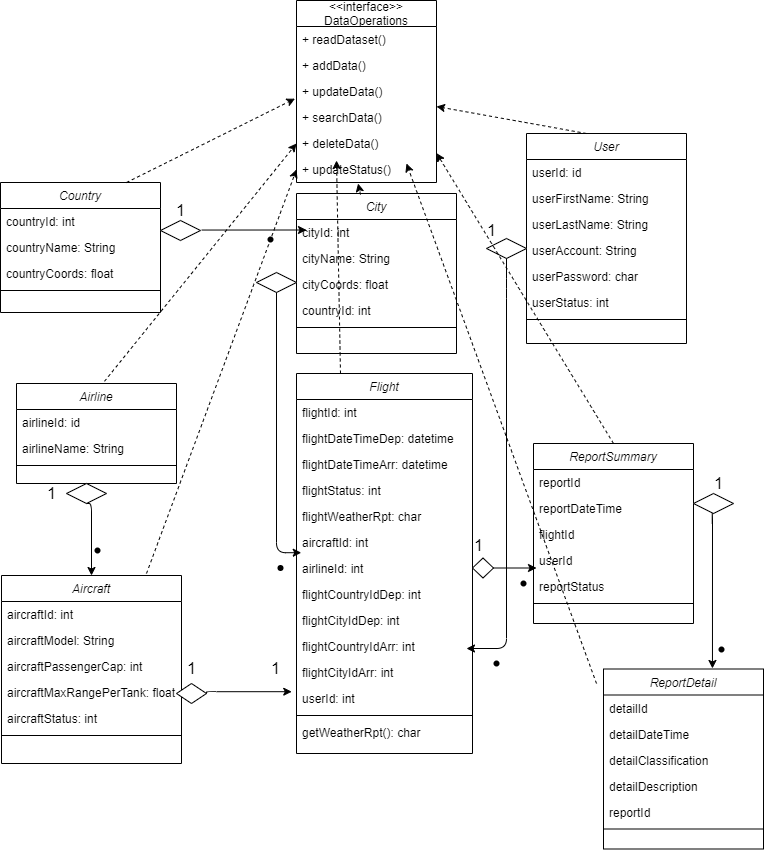 <<interface>>
DataOperations
+ readDataset()
+ addData()
+ updateData()
+ searchData()
+ deleteData()
+ updateStatus()
User
userId: id
userFirstName: String
userLastName: String
userAccount: String
userPassword: char
userStatus: int
1
Country
countryId: int
countryName: String
countryCoords: float
1
City
cityId: int
cityName: String
cityCoords: float
countryId: int
Airline
airlineId: id
airlineName: String
1
Flight
flightId: int
flightDateTimeDep: datetime
flightDateTimeArr: datetime
flightStatus: int
flightWeatherRpt: char
aircraftId: int
airlineId: int
flightCountryIdDep: int
flightCityIdDep: int
flightCountryIdArr: int
flightCityIdArr: int
userId: int
getWeatherRpt(): char
1
ReportSummary
reportId
reportDateTime
flightId
userId
reportStatus
1
Aircraft
aircraftId: int
aircraftModel: String
aircraftPassengerCap: int
aircraftMaxRangePerTank: float
aircraftStatus: int
1
1
ReportDetail
detailId
detailDateTime
detailClassification
detailDescription
reportId